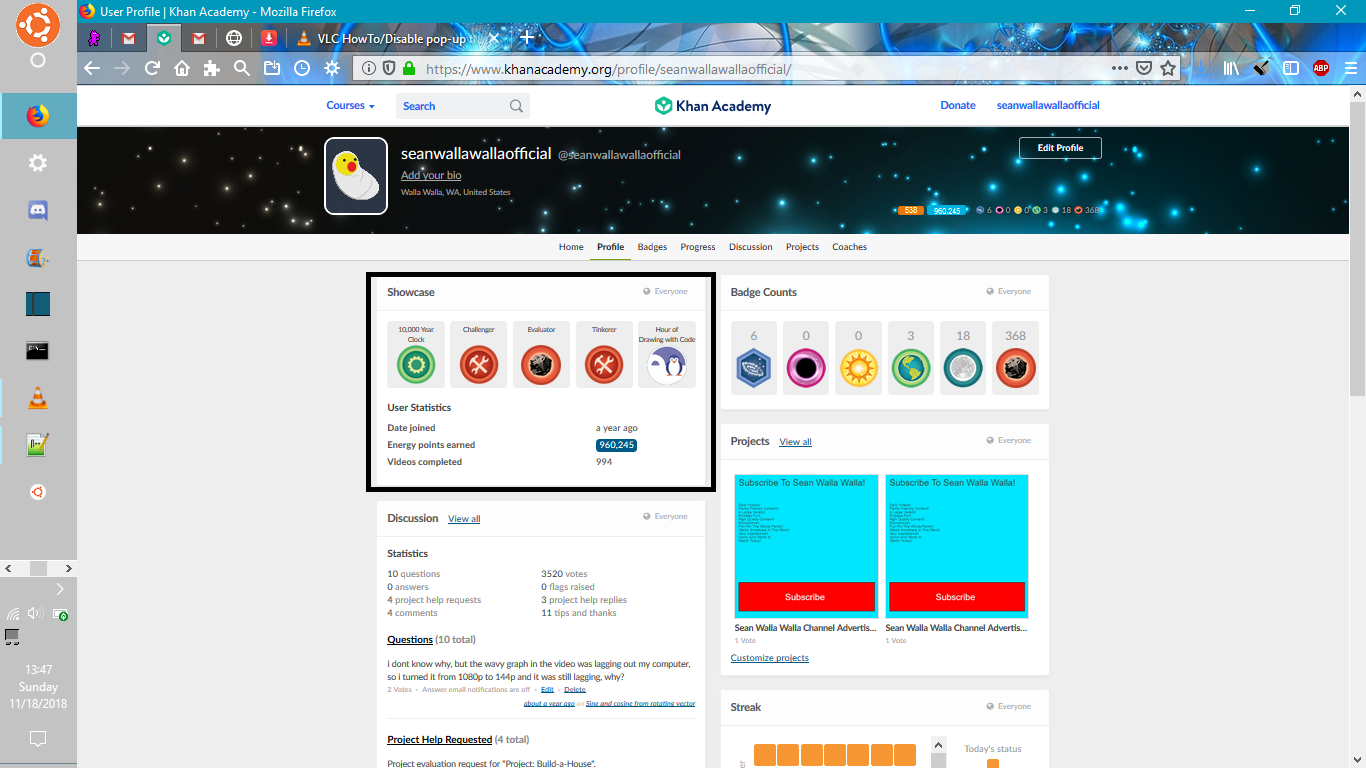 User Profile | Khan Academy - Mozilla Firefox
VLC HowTo/Disable pop-up
https://www.khanacademy.org/profile/seanwallawallaofficial/
ABP
Courses
Search
Khan Academy
Donate
seanwallawallaofficial
seanwallawallaofficial @seanwallawallaofficial
Add your bio
Walla Walla, WA, United States
Edit Profile
538 960,245 6 0 0 3 18 368
Home Profile Badges Progress Discussion Projects Coaches
Showcase
Everyone
10,000 Year Clock
Challenger
Evaluator
Tinkerer
Hour of Drawing with Code
User Statistics
Date joined a year ago
Energy points earned 960,245
Videos completed 994
Badge Counts
Everyone
6 0 0 3 18 368
Projects View all
Everyone
Subscribe To Sean Walla Walla!
Subscribe
Sean Walla Walla Channel Advertis...
1 Vote
Subscribe To Sean Walla Walla!
Subscribe
Sean Walla Walla Channel Advertis...
Customize projects
Discussion View all
Everyone
Statistics
10 questions
3520 votes
0 answers
0 flags raised
4 project help requests
3 project help replies
4 comments
11 tips and thanks
Questions (10 total)
i dont know why, but the wavy graph in the video was lagging out my computer,
so i turned it from 1080p to 144p and it was still lagging, why?
2 Votes • Answer email notifications are off • Edit • Delete
about a year ago on Sine and cosine from rotating vector
Project Help Requested (4 total)
Project evaluation request for "Project: Build-a-House".
Streak
Everyone
Today's status
13:47
Sunday
11/18/2018